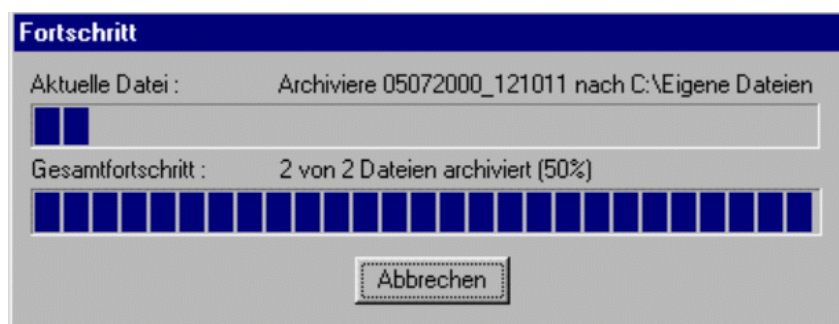 Fortschritt
Aktuelle Datei : Archiviere 05072000_121011 nach C:\Eigene Dateien
Gesamtfortschritt : 2 von 2 Dateien archiviert (50%)
Abbrechen